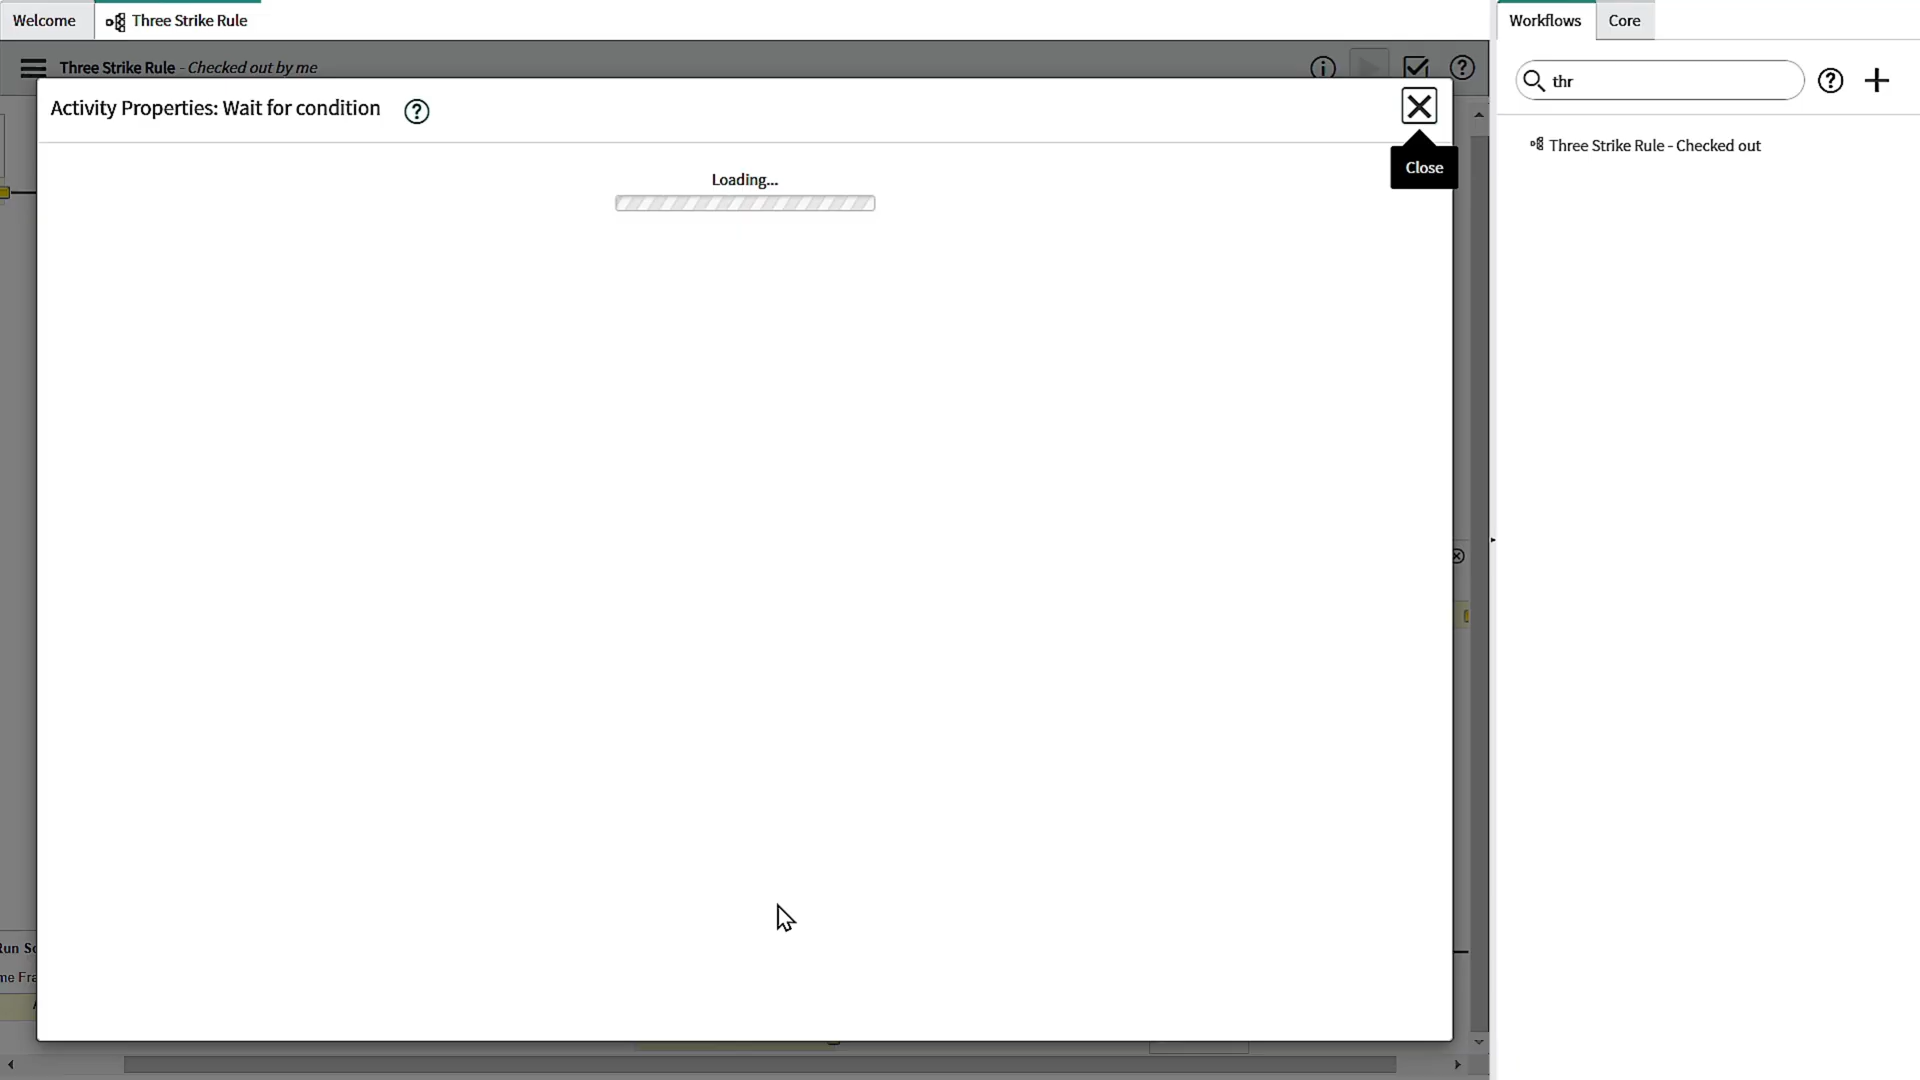 Welcome
Three Strike Rule
Workflows
Core
Three Strike Rule - Checked out by me
thr
Activity Properties: Wait for condition
Close
Three Strike Rule - Checked out
Loading...